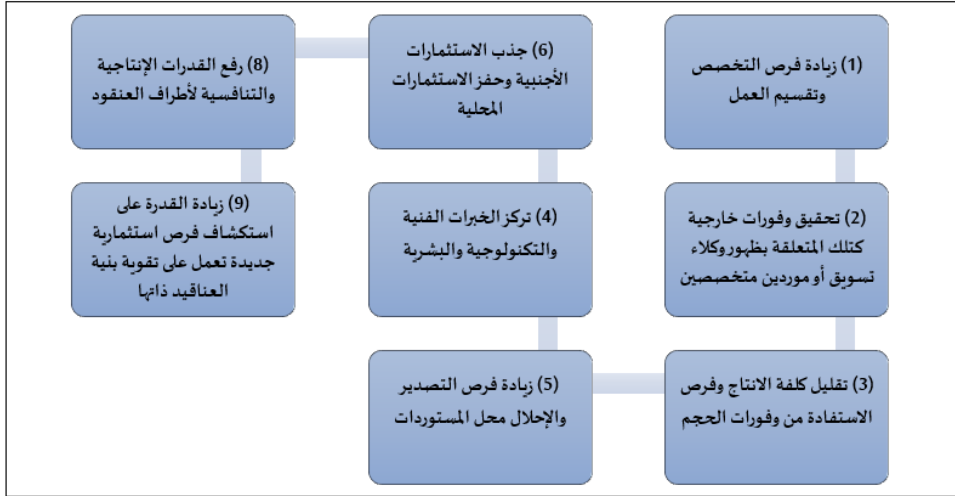 (1) زيادة فرص التخصص
وتقسيم العمل
(2) تحقيق وفورات خارجية
كتلك المتعلقة بظهور وكلاء
تسويق أو موردين متخصصين
(3) تقليل كلفة الانتاج وفرص
الاستفادة من وفورات الحجم
(5) زيادة فرص التصدير
والإحلال محل المستوردات
(4) تركز الخبرات الفنية
والتكنولوجية والبشرية
(6) جذب الاستثمارات
الأجنبية وحفز الاستثمارات
المحلية
(8) رفع القدرات الإنتاجية
والتنافسية لأطراف العنقود
(9) زيادة القدرة على
استكشاف فرص استثمارية
جديدة تعمل على تقوية بنية
العناقيد ذاتها